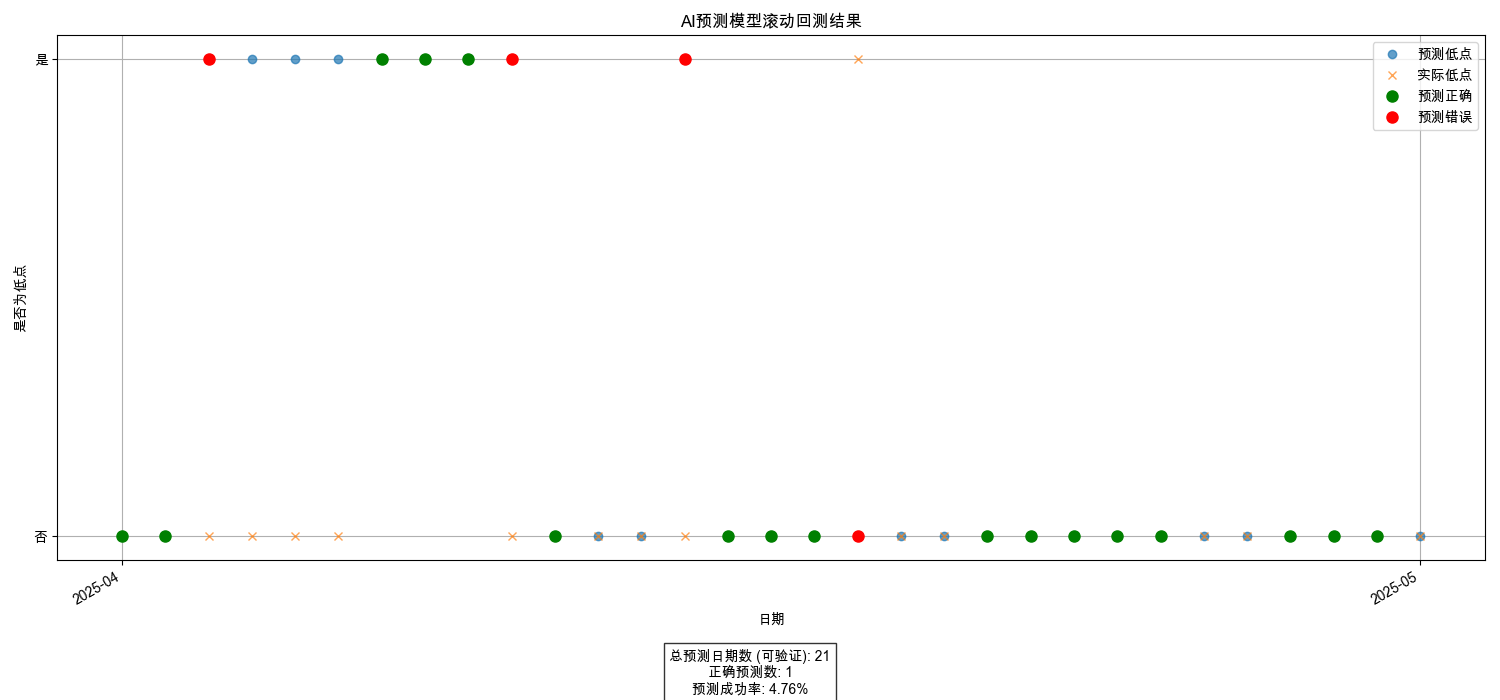 AI预测模型滚动回测结果
是
预测低点
实际低点
预测正确
预测错误
是否为低点
否
2025-04
2025-05
日期
总预测日期数 (可验证): 21
正确预测数: 1
预测成功率: 4.76%